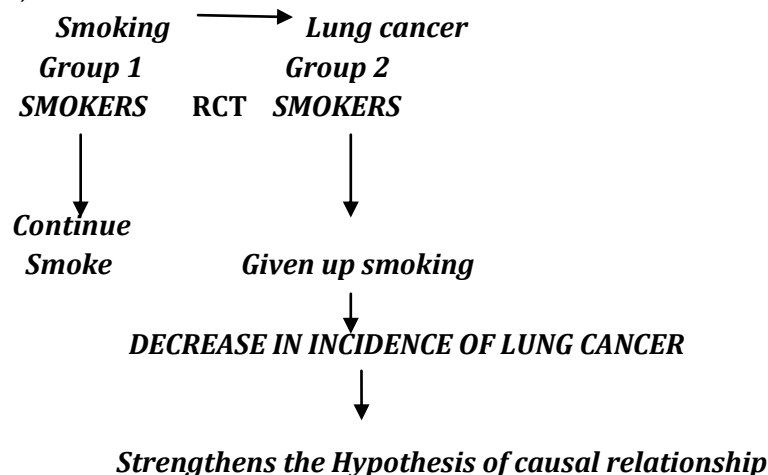 Smoking Lung cancer
Group 1 Group 2
SMOKERS RCT SMOKERS
Continue
Smoke Given up smoking
DECREASE IN INCIDENCE OF LUNG CANCER
Strengthens the Hypothesis of causal relationship